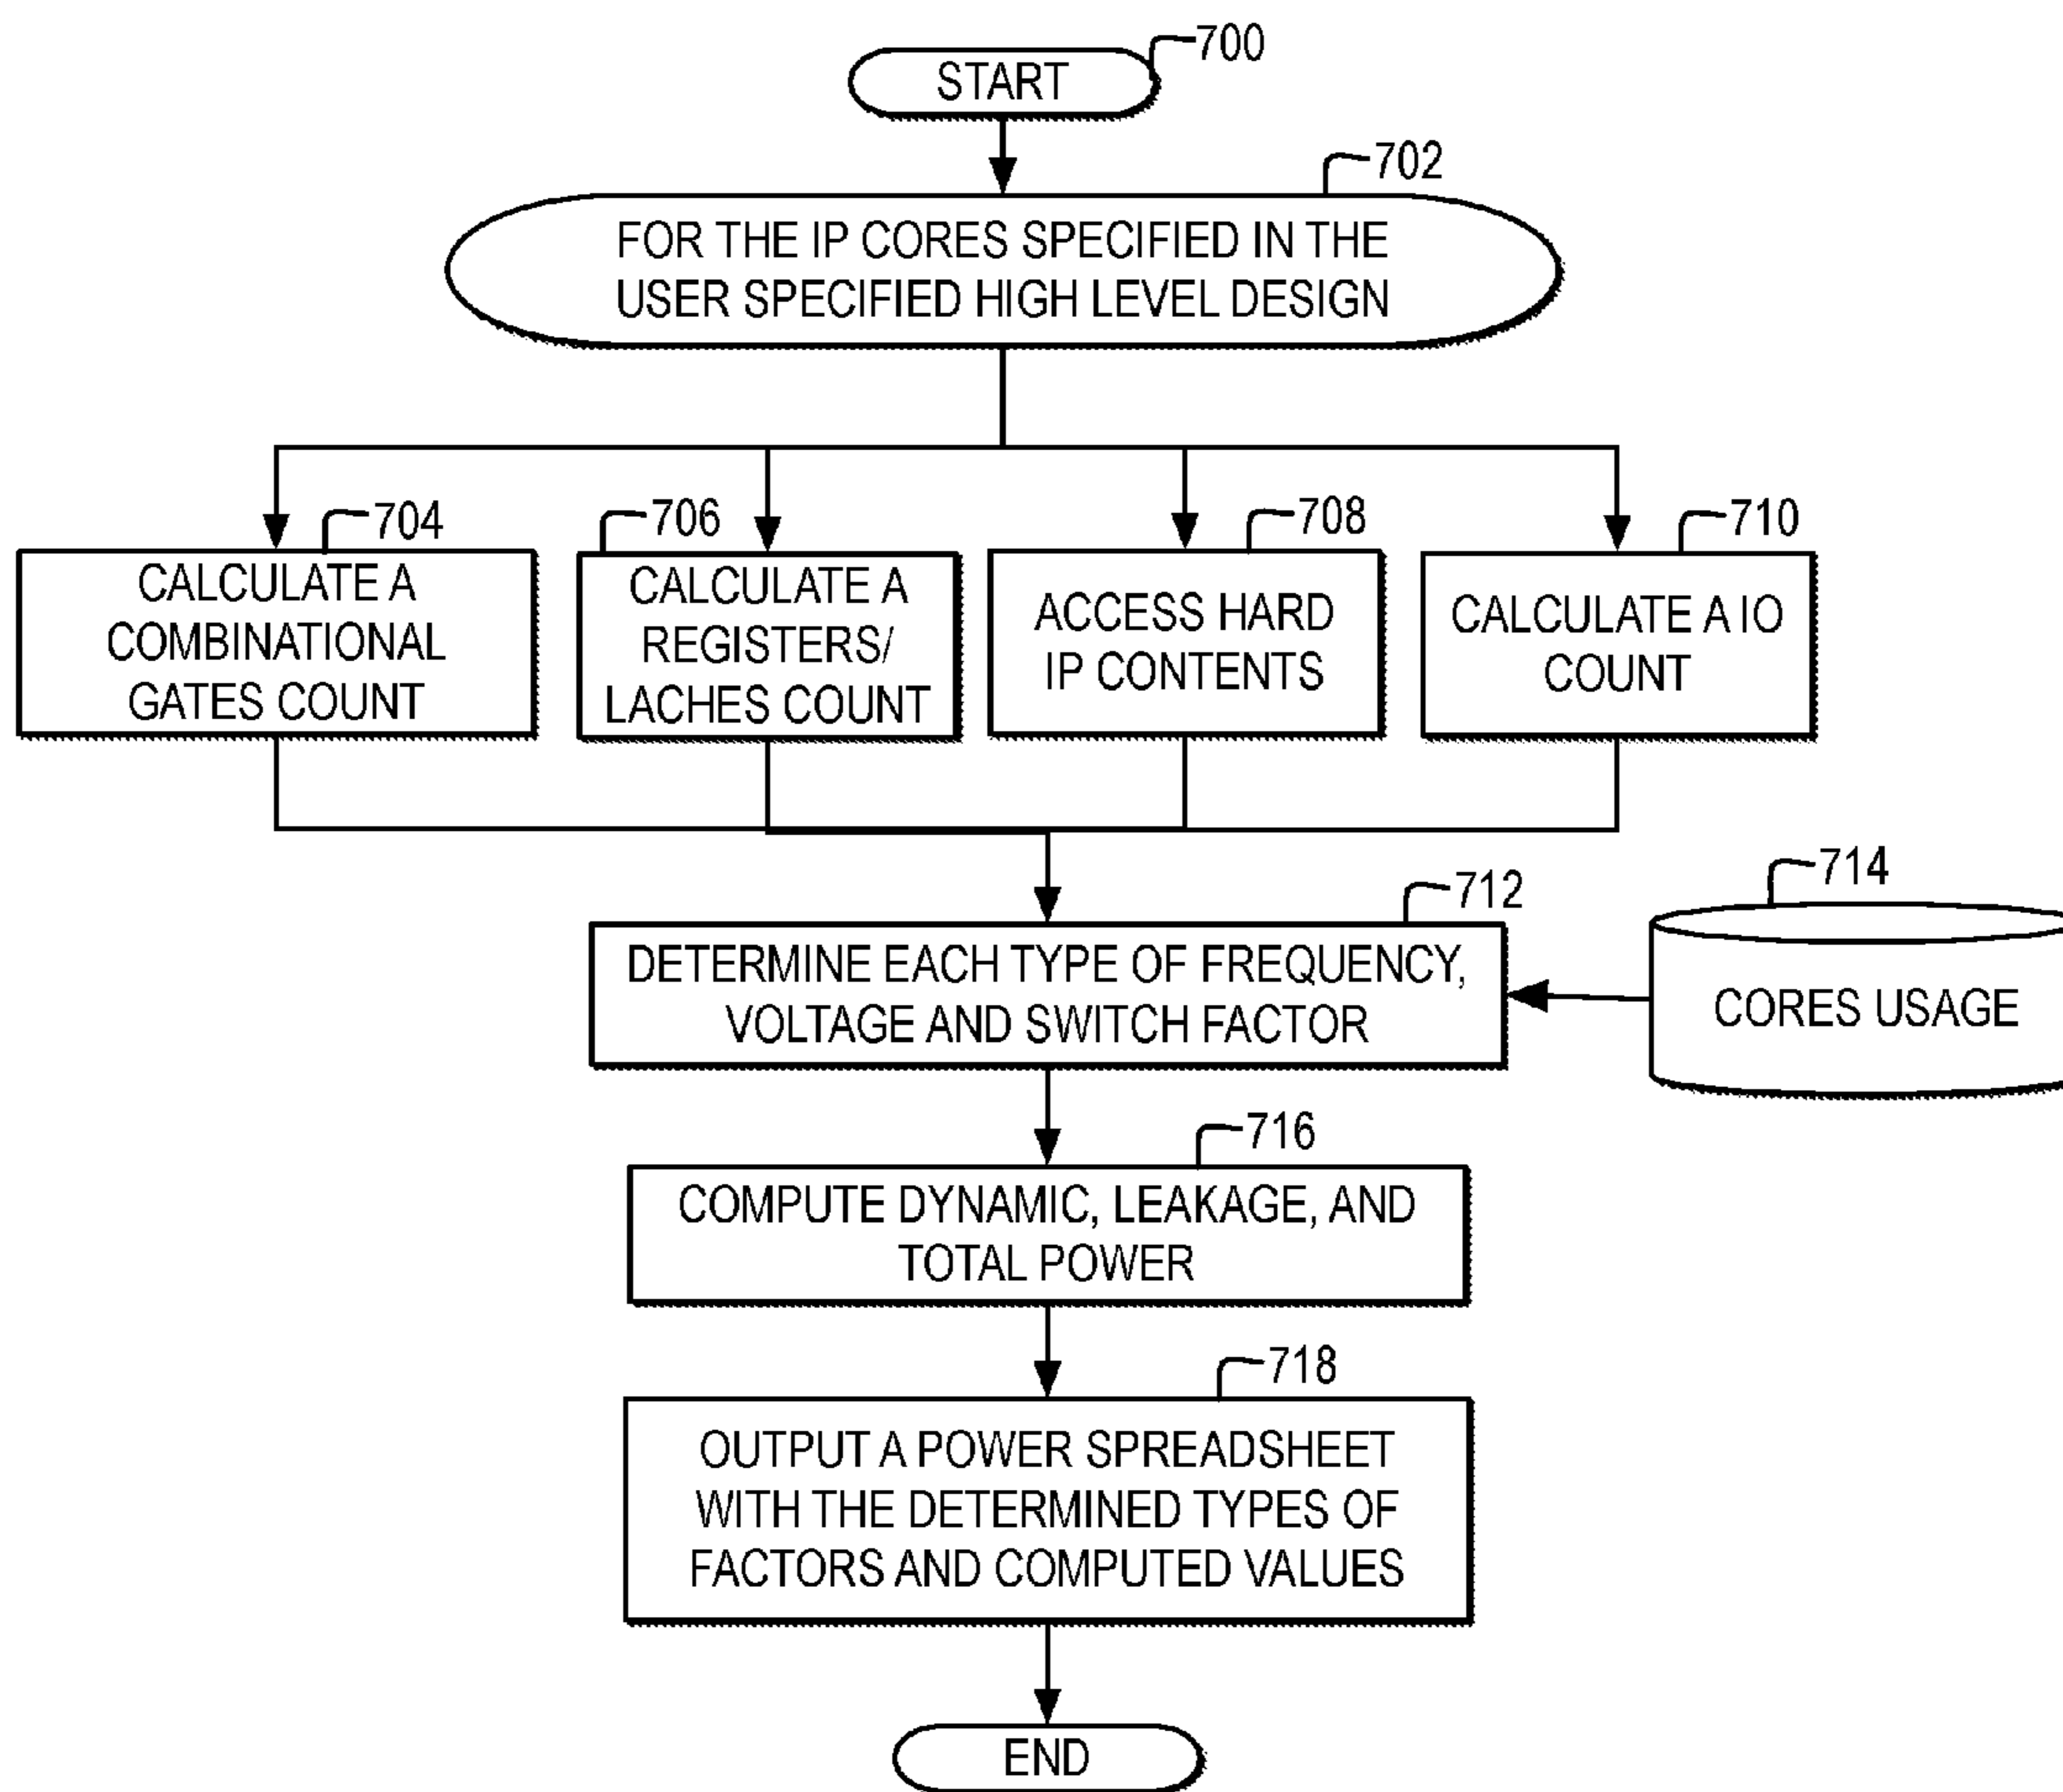 700
START
702
FOR THE IP CORES SPECIFIED IN THE
USER SPECIFIED HIGH LEVEL DESIGN
704
CALCULATE A
COMBINATIONAL
GATES COUNT
706
CALCULATE A
REGISTERS/
LACHES COUNT
708
ACCESS HARD
IP CONTENTS
710
CALCULATE A IO
COUNT
712
DETERMINE EACH TYPE OF FREQUENCY,
VOLTAGE AND SWITCH FACTOR
714
CORES USAGE
716
COMPUTE DYNAMIC, LEAKAGE, AND
TOTAL POWER
718
OUTPUT A POWER SPREADSHEET
WITH THE DETERMINED TYPES OF
FACTORS AND COMPUTED VALUES
END